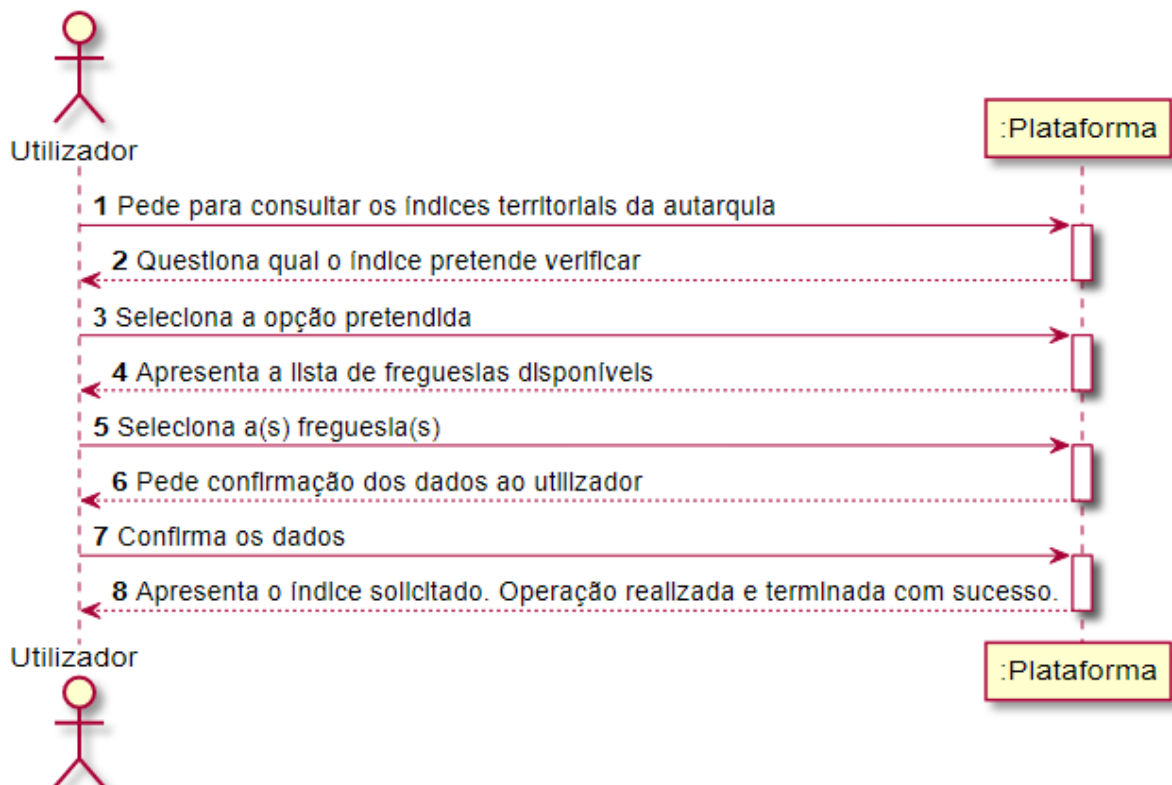 Utilizador
:Plataforma
1 Pede para consultar os índices territoriais da autarquia
2 Questiona qual o índice pretende verificar
3 Seleciona a opção pretendida
4 Apresenta a lista de freguesias disponíveis
5 Seleciona a(s) freguesia(s)
6 Pede confirmação dos dados ao utilizador
7 Confirma os dados
8 Apresenta o índice solicitado. Operação realizada e terminada com sucesso.
Utilizador
:Plataforma